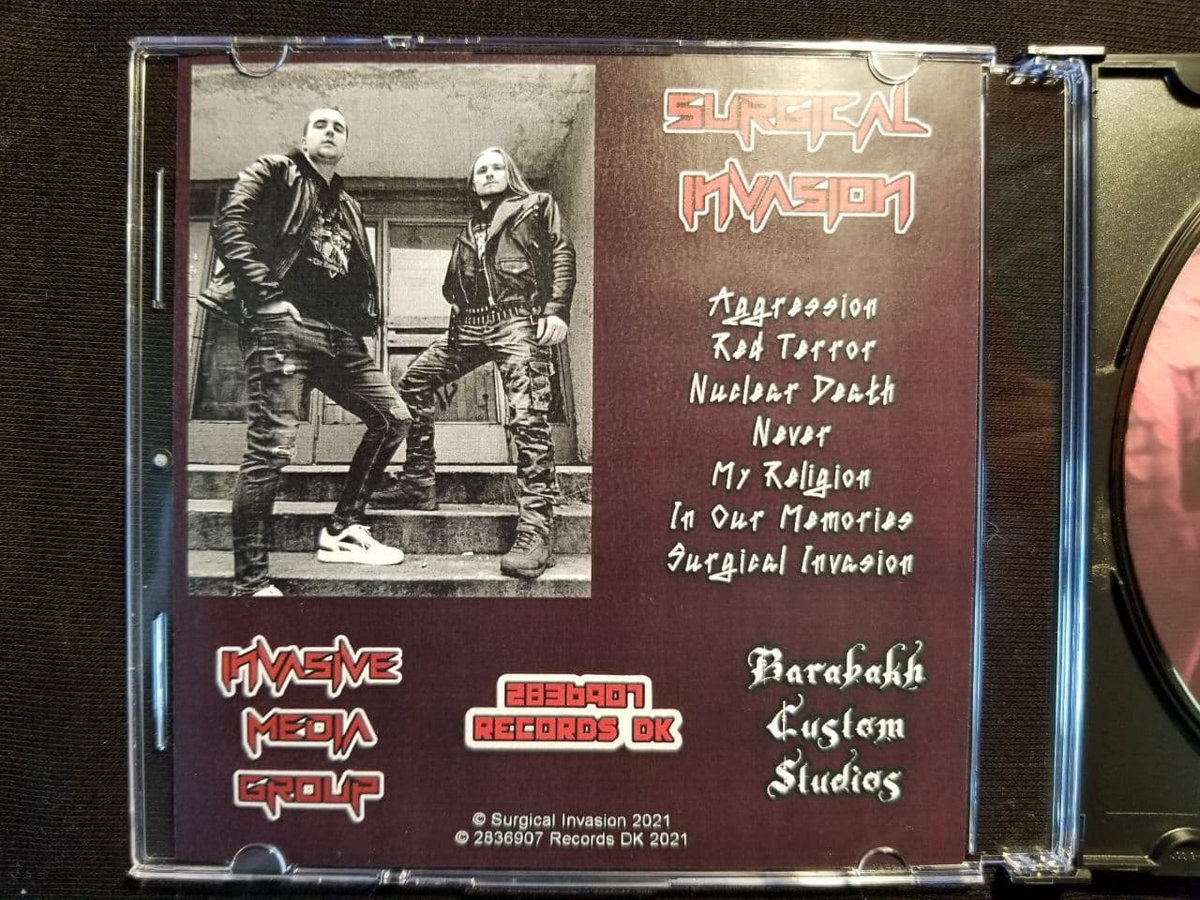 SURGICAL
INVASION
Aggression
Red Terror
Nuclear Death
Never
My Religion
In Our Memories
Surgical Invasion
INVASIVE
MEDIA
GROUP
2836907
RECORDS DK
Barabakh
Custom
Studios
© Surgical Invasion 2021
© 2836907 Records DK 2021